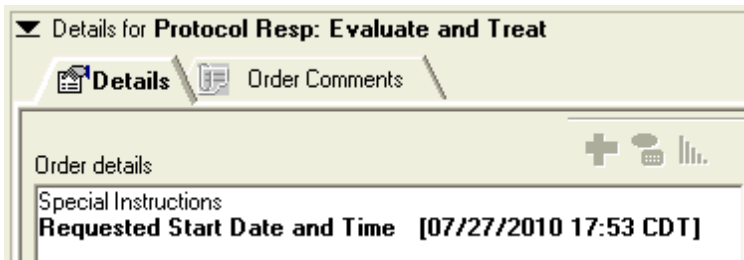 Details for Protocol Resp: Evaluate and Treat
Details Order Comments
Order details
Special Instructions
Requested Start Date and Time [07/27/2010 17:53 CDT]